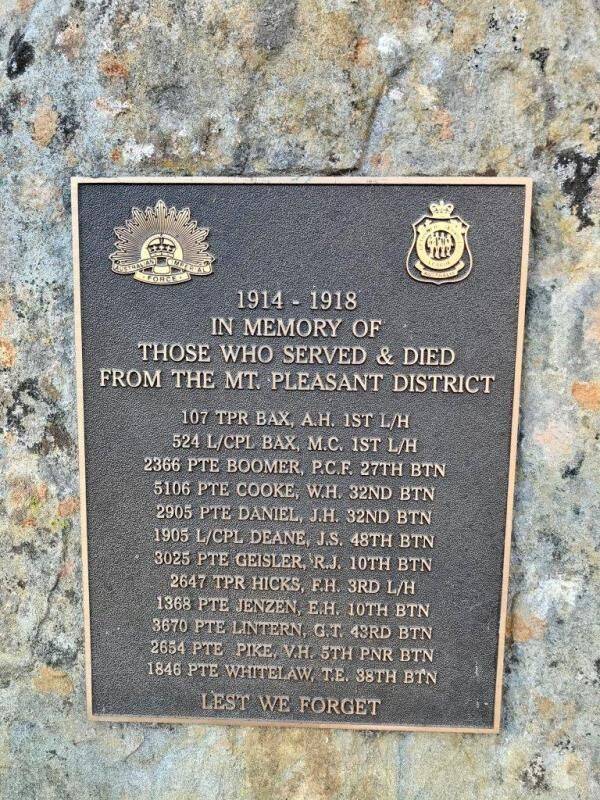 AUSTRALIAN IMPERIAL
FORCE
1914 - 1918
IN MEMORY OF
THOSE WHO SERVED & DIED
FROM THE MT. PLEASANT DISTRICT
107 TPR BAX, A.H. 1ST L/H
524 L/CPL BAX, M.C. 1ST L/H
2366 PTE BOOMER, P.C.F. 27TH BTN
5106 PTE COOKE, W.H. 32ND BTN
2905 PTE DANIEL, J.H. 32ND BTN
1905 L/CPL DEANE, J.S. 48TH BTN
3025 PTE GEISLER, R.J. 10TH BTN
2647 TPR HICKS, F.H. 3RD L/H
1368 PTE JENZEN, E.H. 10TH BTN
3670 PTE LINTERN, G.T. 43RD BTN
2654 PTE PIKE, V.H. 5TH PNR BTN
1846 PTE WHITELAW, T.E. 38TH BTN
LEST WE FORGET